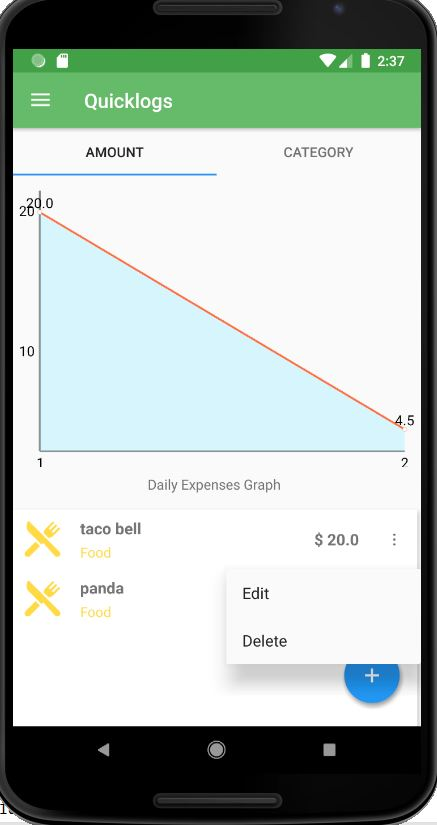 2:37
Quicklogs
AMOUNT CATEGORY
20.0
20
10
4.5
1 2
Daily Expenses Graph
taco bell
Food
$ 20.0
panda
Food
Edit
Delete
+